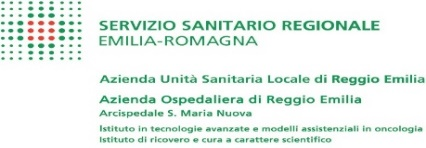 SERVIZIO SANITARIO REGIONALE
EMILIA-ROMAGNA
Azienda Unità Sanitaria Locale di Reggio Emilia
Azienda Ospedaliera di Reggio Emilia
Arcispedale S. Maria Nuova
Istituto in tecnologie avanzate e modelli assistenziali in oncologia
Istituto di ricovero e cura a carattere scientifico